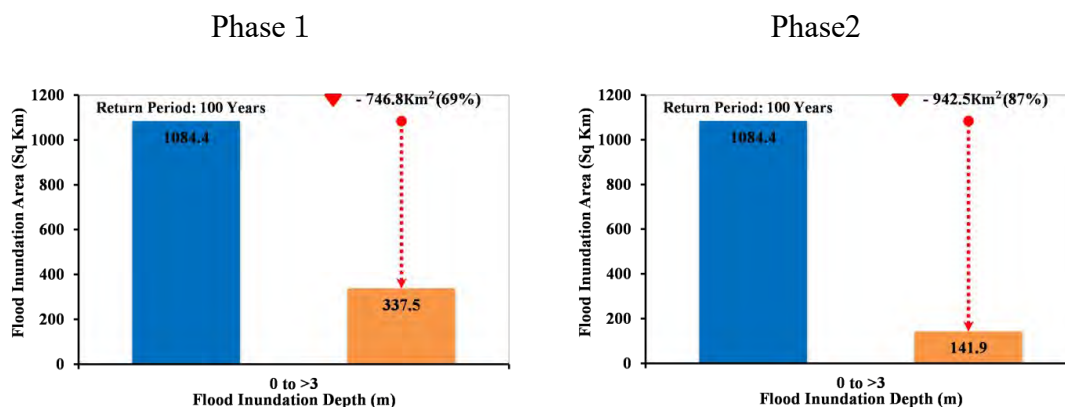 Phase 1
Phase2
- 746.8Km²(69%)
Return Period: 100 Years
1200
1000
800
600
400
200
0
Flood Inundation Area (Sq Km)
1084.4
337.5
0 to >3
Flood Inundation Depth (m)
- 942.5Km²(87%)
Return Period: 100 Years
1200
1000
800
600
400
200
0
Flood Inundation Area (Sq Km)
1084.4
141.9
0 to >3
Flood Inundation Depth (m)